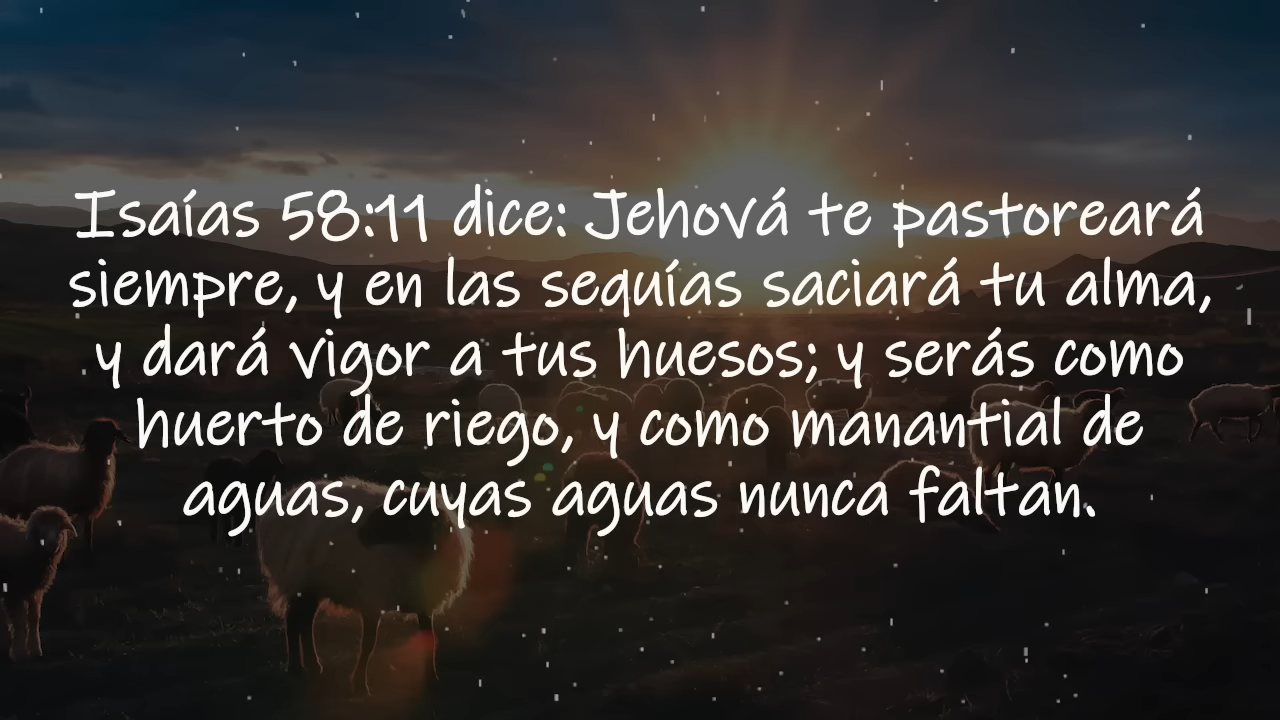 Isaías 58:11 dice: Jehová te pastoreará
siempre, y en las sequías saciará tu alma,
y dará vigor a tus huesos; y serás como
huerto de riego, y como manantial de
aguas, cuyas aguas nunca faltan.